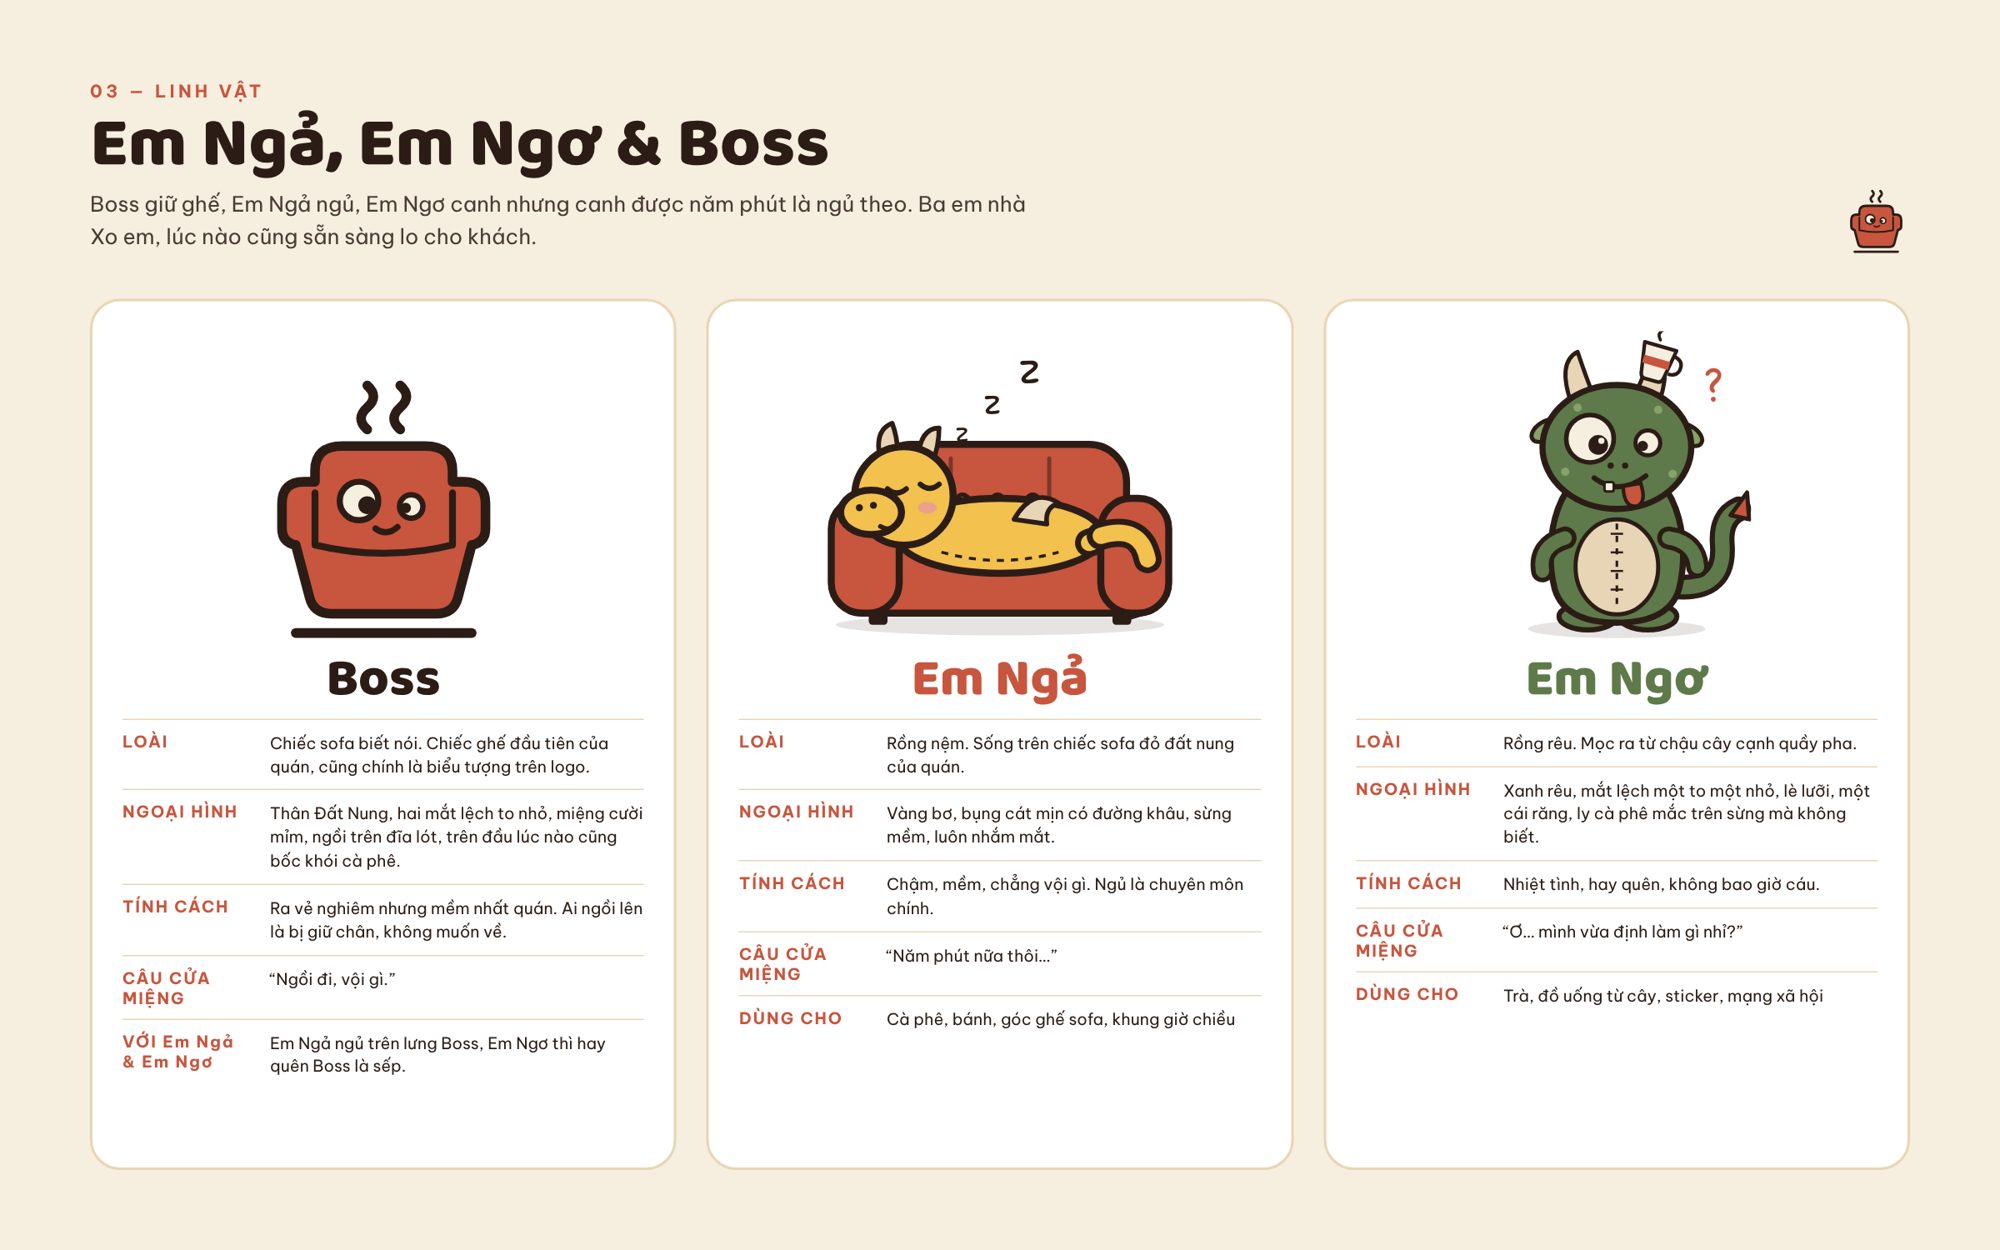 03 – LINH VẬT
Em Ngả, Em Ngơ & Boss
Boss giữ ghế, Em Ngả ngủ, Em Ngơ canh nhưng canh được năm phút là ngủ theo. Ba em nhà
Xo em, lúc nào cũng sẵn sàng lo cho khách.
Boss
LOÀI
Chiếc sofa biết nói. Chiếc ghế đầu tiên của
quán, cũng chính là biểu tượng trên logo.
NGOẠI HÌNH
Thân Đất Nung, hai mắt lệch to nhỏ, miệng cười
mỉm, ngồi trên đĩa lót, trên đầu lúc nào cũng
bốc khói cà phê.
TÍNH CÁCH
Ra vẻ nghiêm nhưng mềm nhất quán. Ai ngồi lên
là bị giữ chân, không muốn về.
CÂU CỬA
MIỆNG
“Ngồi đi, vội gì.”
VỚI Em Ngả
& Em Ngơ
Em Ngả ngủ trên lưng Boss, Em Ngơ thì hay
quên Boss là sếp.
z
z
z
Em Ngả
LOÀI
Rồng nệm. Sống trên chiếc sofa đỏ đất nung
của quán.
NGOẠI HÌNH
Vàng bơ, bụng cát mịn có đường khâu, sừng
mềm, luôn nhắm mắt.
TÍNH CÁCH
Chậm, mềm, chẳng vội gì. Ngủ là chuyên môn
chính.
CÂU CỬA
MIỆNG
“Năm phút nữa thôi...”
DÙNG CHO
Cà phê, bánh, góc ghế sofa, khung giờ chiều
?
Em Ngơ
LOÀI
Rồng rêu. Mọc ra từ chậu cây cạnh quầy pha.
NGOẠI HÌNH
Xanh rêu, mắt lệch một to một nhỏ, lè lưỡi, một
cái răng, ly cà phê mắc trên sừng mà không
biết.
TÍNH CÁCH
Nhiệt tình, hay quên, không bao giờ cáu.
CÂU CỬA
MIỆNG
“Ơ... mình vừa định làm gì nhỉ?”
DÙNG CHO
Trà, đồ uống từ cây, sticker, mạng xã hội